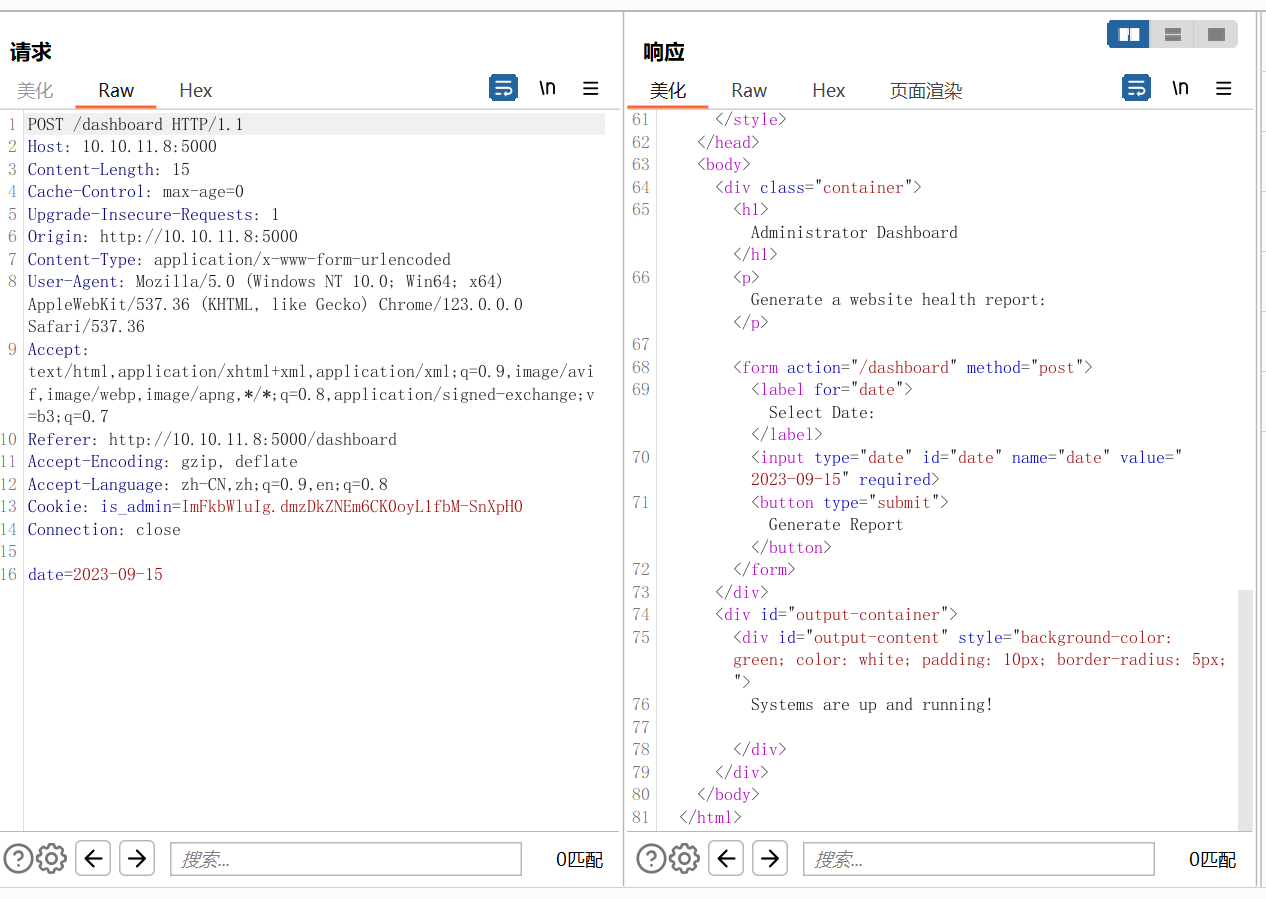 请求
美化 Raw Hex \n
1 POST /dashboard HTTP/1.1
2 Host: 10.10.11.8:5000
3 Content-Length: 15
4 Cache-Control: max-age=0
5 Upgrade-Insecure-Requests: 1
6 Origin: http://10.10.11.8:5000
7 Content-Type: application/x-www-form-urlencoded
8 User-Agent: Mozilla/5.0 (Windows NT 10.0; Win64; x64)
AppleWebKit/537.36 (KHTML, like Gecko) Chrome/123.0.0.0
Safari/537.36
9 Accept:
text/html,application/xhtml+xml,application/xml;q=0.9,image/avi
f,image/webp,image/apng,*/*;q=0.8,application/signed-exchange;v
=b3;q=0.7
10 Referer: http://10.10.11.8:5000/dashboard
11 Accept-Encoding: gzip, deflate
12 Accept-Language: zh-CN,zh;q=0.9,en;q=0.8
13 Cookie: is_admin=ImFkbWluIg.dmzDkZNEm6CK0oyL1fbM-SnXpH0
14 Connection: close
15
16 date=2023-09-15
搜索... 0匹配
响应
美化 Raw Hex 页面渲染 \n
61 </style>
62 </head>
63 <body>
64 <div class="container">
65 <h1>
Administrator Dashboard
</h1>
66 <p>
Generate a website health report:
</p>
67
68 <form action="/dashboard" method="post">
69 <label for="date">
Select Date:
</label>
70 <input type="date" id="date" name="date" value="
2023-09-15" required>
71 <button type="submit">
Generate Report
</button>
72 </form>
73 </div>
74 <div id="output-container">
75 <div id="output-content" style="background-color:
green; color: white; padding: 10px; border-radius: 5px;
">
76 Systems are up and running!
77
78 </div>
79 </div>
80 </body>
81 </html>
搜索... 0匹配